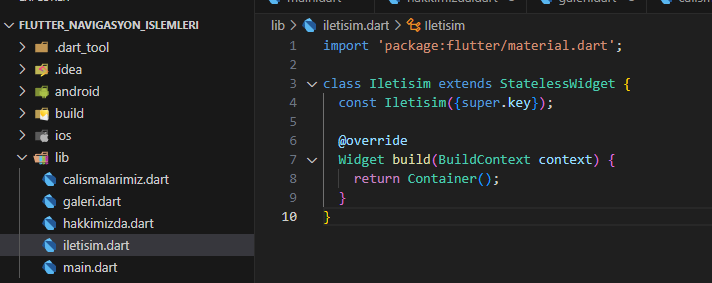 FLUTTER_NAVIGASYON_ISLEMLERI
.dart_tool
.idea
android
build
ios
lib
calismalarimiz.dart
galeri.dart
hakkimizda.dart
iletisim.dart
main.dart
lib > iletisim.dart > Iletisim
1 import 'package:flutter/material.dart';
2
3 class Iletisim extends StatelessWidget {
4 const Iletisim({super.key});
5
6 @override
7 Widget build(BuildContext context) {
8 return Container();
9 }
10 }